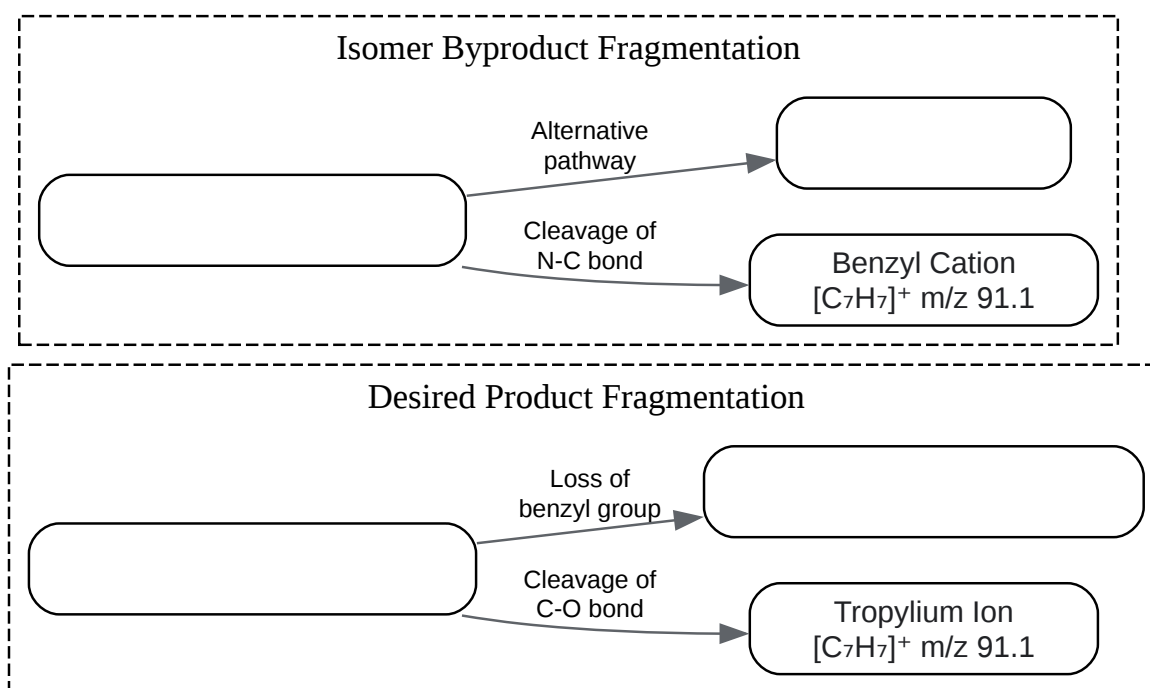 Isomer Byproduct Fragmentation
Alternative
pathway
Cleavage of
N-C bond
Benzyl Cation
[C₇H₇]⁺ m/z 91.1
Desired Product Fragmentation
Loss of
benzyl group
Cleavage of
C-O bond
Tropylium Ion
[C₇H₇]⁺ m/z 91.1